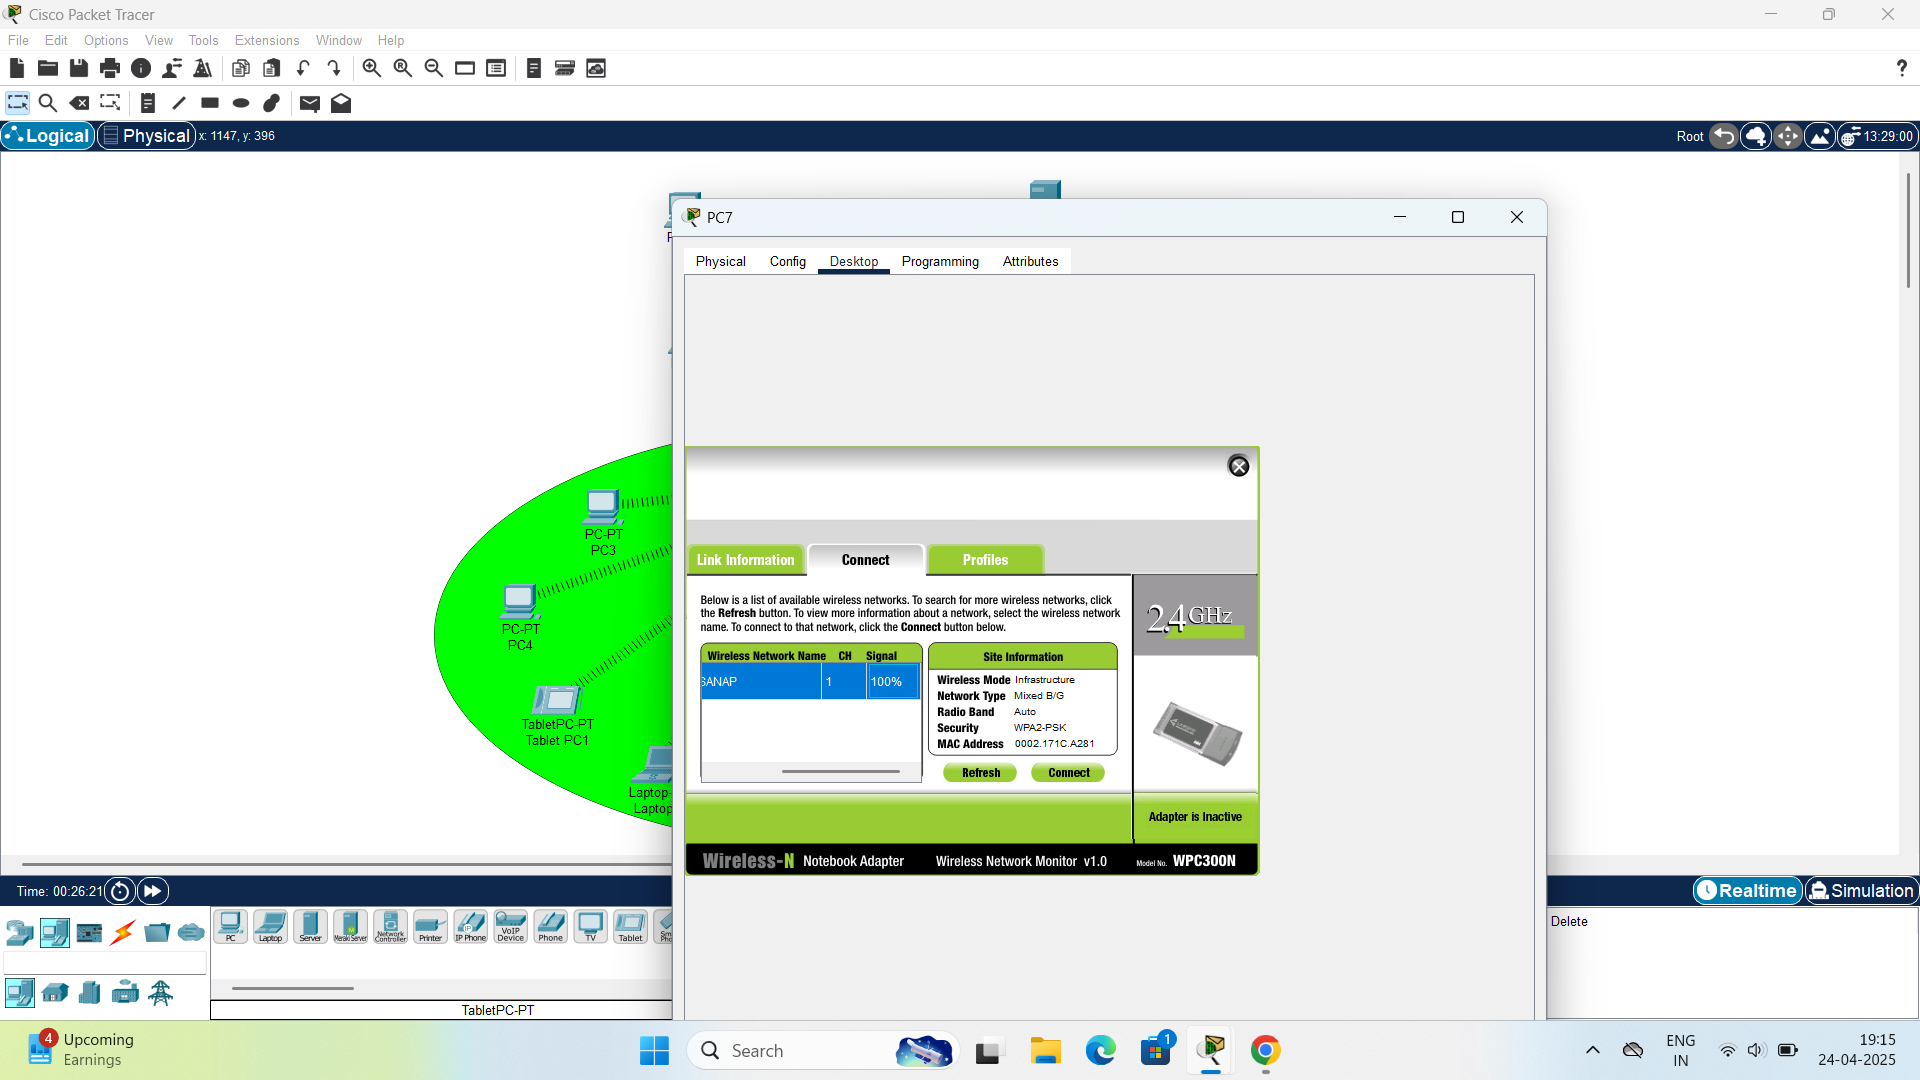 Cisco Packet Tracer
File Edit Options View Tools Extensions Window Help
?
Logical Physical x: 1147, y: 396
Root 13:29:00
PC7
Physical Config Desktop Programming Attributes
PC-PT
PC3
PC-PT
PC4
TabletPC-PT
Tablet PC1
Laptop-
Laptop
Link Information Connect Profiles
Below is a list of available wireless networks. To search for more wireless networks, click
the Refresh button. To view more information about a network, select the wireless network
name. To connect to that network, click the Connect button below.
Wireless Network Name CH Signal
SANAP 1 100%
Site Information
Wireless Mode Infrastructure
Network Type Mixed B/G
Radio Band Auto
Security WPA2-PSK
MAC Address 0002.171C.A281
Refresh Connect
2.4GHz
Adapter is Inactive
Wireless-N Notebook Adapter Wireless Network Monitor v1.0 Model No. WPC300N
Time: 00:26:21
Realtime Simulation
PC Laptop Server Meraki Server Network Controller Printer IP Phone VoIP Device Phone TV Tablet
TabletPC-PT
Delete
4 Upcoming
Earnings
Search
1
ENG
IN
19:15
24-04-2025